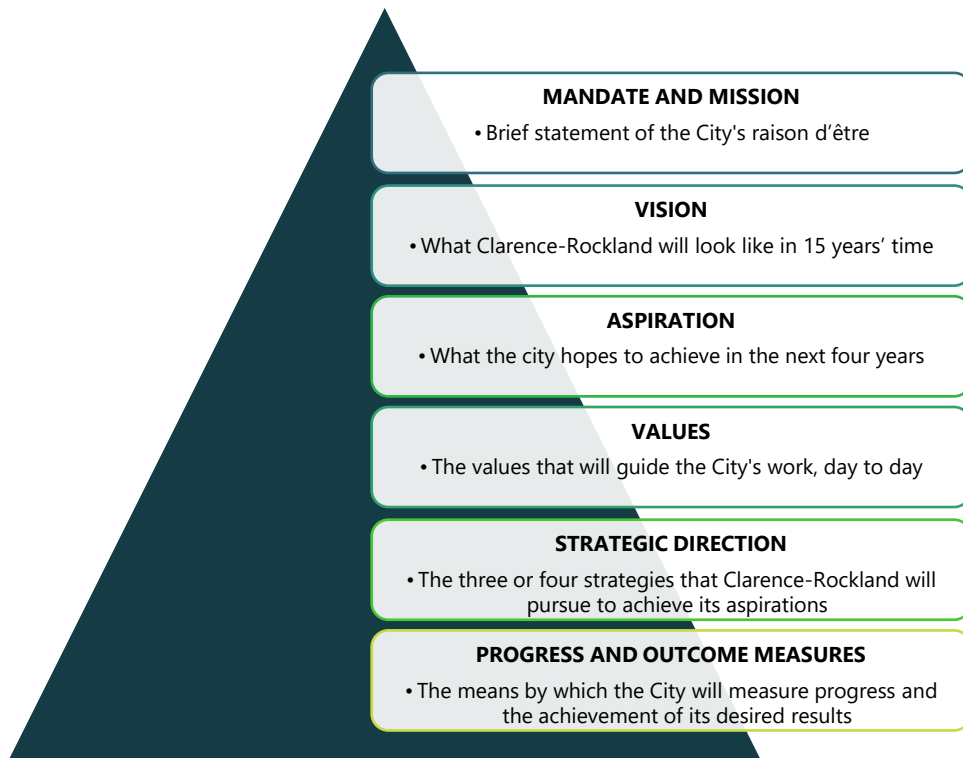 MANDATE AND MISSION
• Brief statement of the City's raison d’être
VISION
• What Clarence-Rockland will look like in 15 years’ time
ASPIRATION
• What the city hopes to achieve in the next four years
VALUES
• The values that will guide the City's work, day to day
STRATEGIC DIRECTION
• The three or four strategies that Clarence-Rockland will
pursue to achieve its aspirations
PROGRESS AND OUTCOME MEASURES
• The means by which the City will measure progress and
the achievement of its desired results